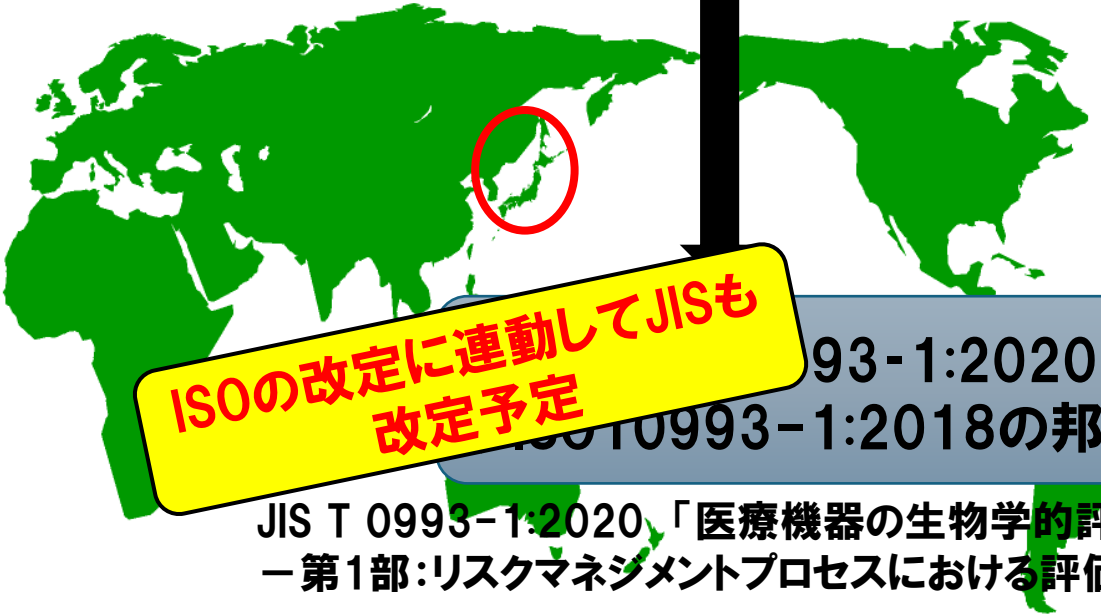 ISOの改定に連動してJISも
改定予定
93-1:2020
10993-1:2018の邦
JIS T 0993-1:2020 「医療機器の生物学的評
－第1部：リスクマネジメントプロセスにおける評価